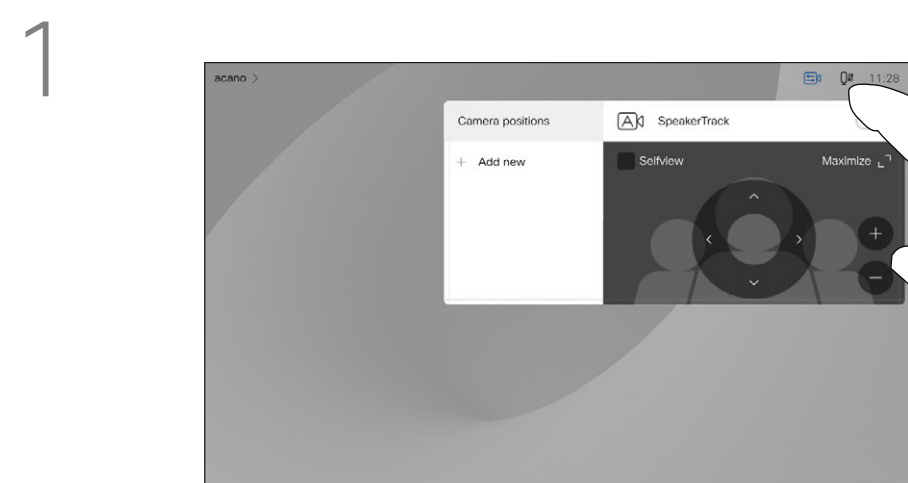 1
acano >
11:28
Camera positions
SpeakerTrack
+ Add new
Selfview
Maximize